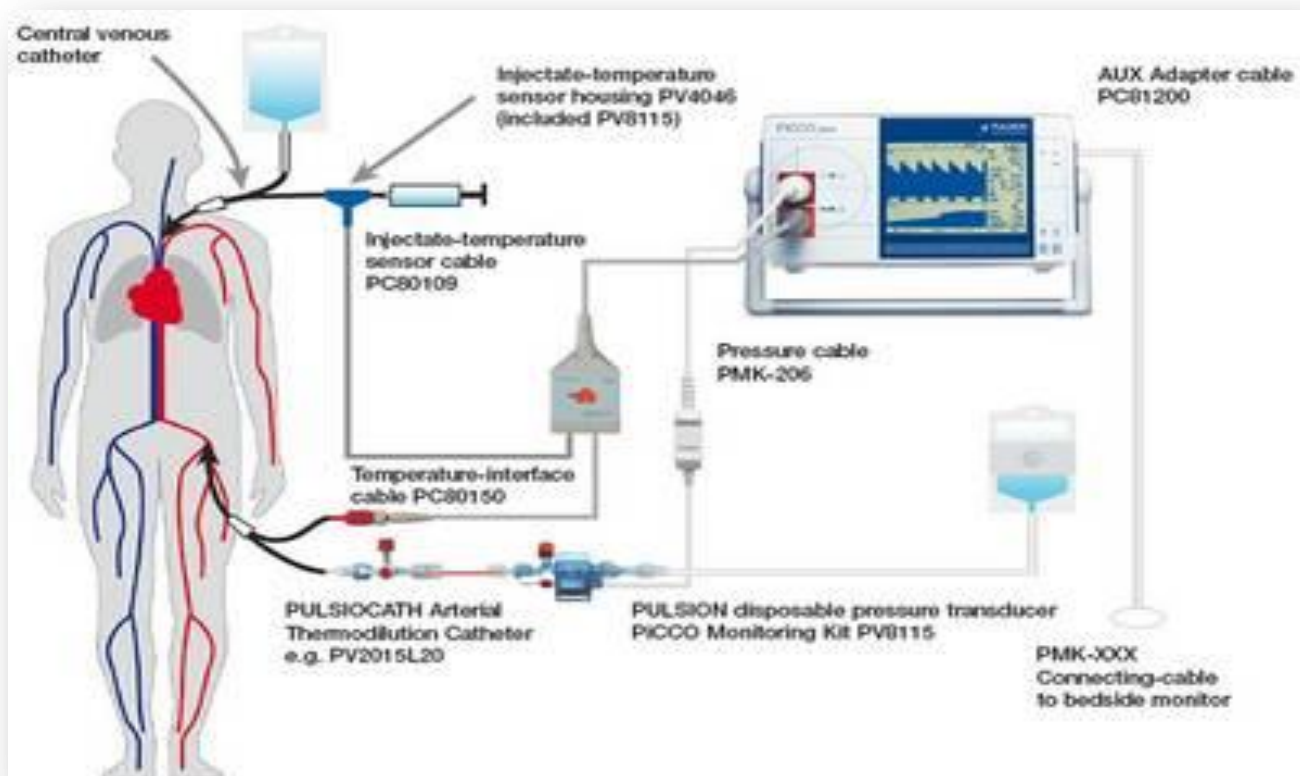 Central venous
catheter
Injectate-temperature
sensor housing PV4046
(included PV8115)
AUX Adapter cable
PC81200
PiCCO
Injectate-temperature
sensor cable
PC80109
Pressure cable
PMK-206
Temperature-interface
cable PC80150
PULSIOCATH Arterial
Thermodilution Catheter
e.g. PV2015L20
PULSION disposable pressure transducer
PiCCO Monitoring Kit PV8115
PMK-XXX
Connecting-cable
to bedside monitor